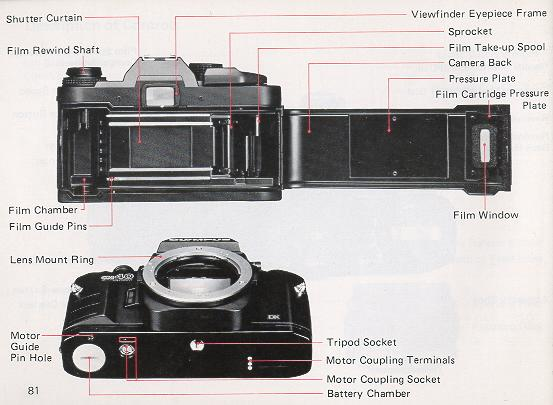 Shutter Curtain
Viewfinder Eyepiece Frame
Sprocket
Film Rewind Shaft
Film Take-up Spool
Camera Back
Pressure Plate
Film Cartridge Pressure
Plate
Film Chamber
Film Guide Pins
Film Window
OLYMPUS
Lens Mount Ring
DX
Motor
Guide
Pin Hole
Tripod Socket
Motor Coupling Terminals
Motor Coupling Socket
Battery Chamber
81